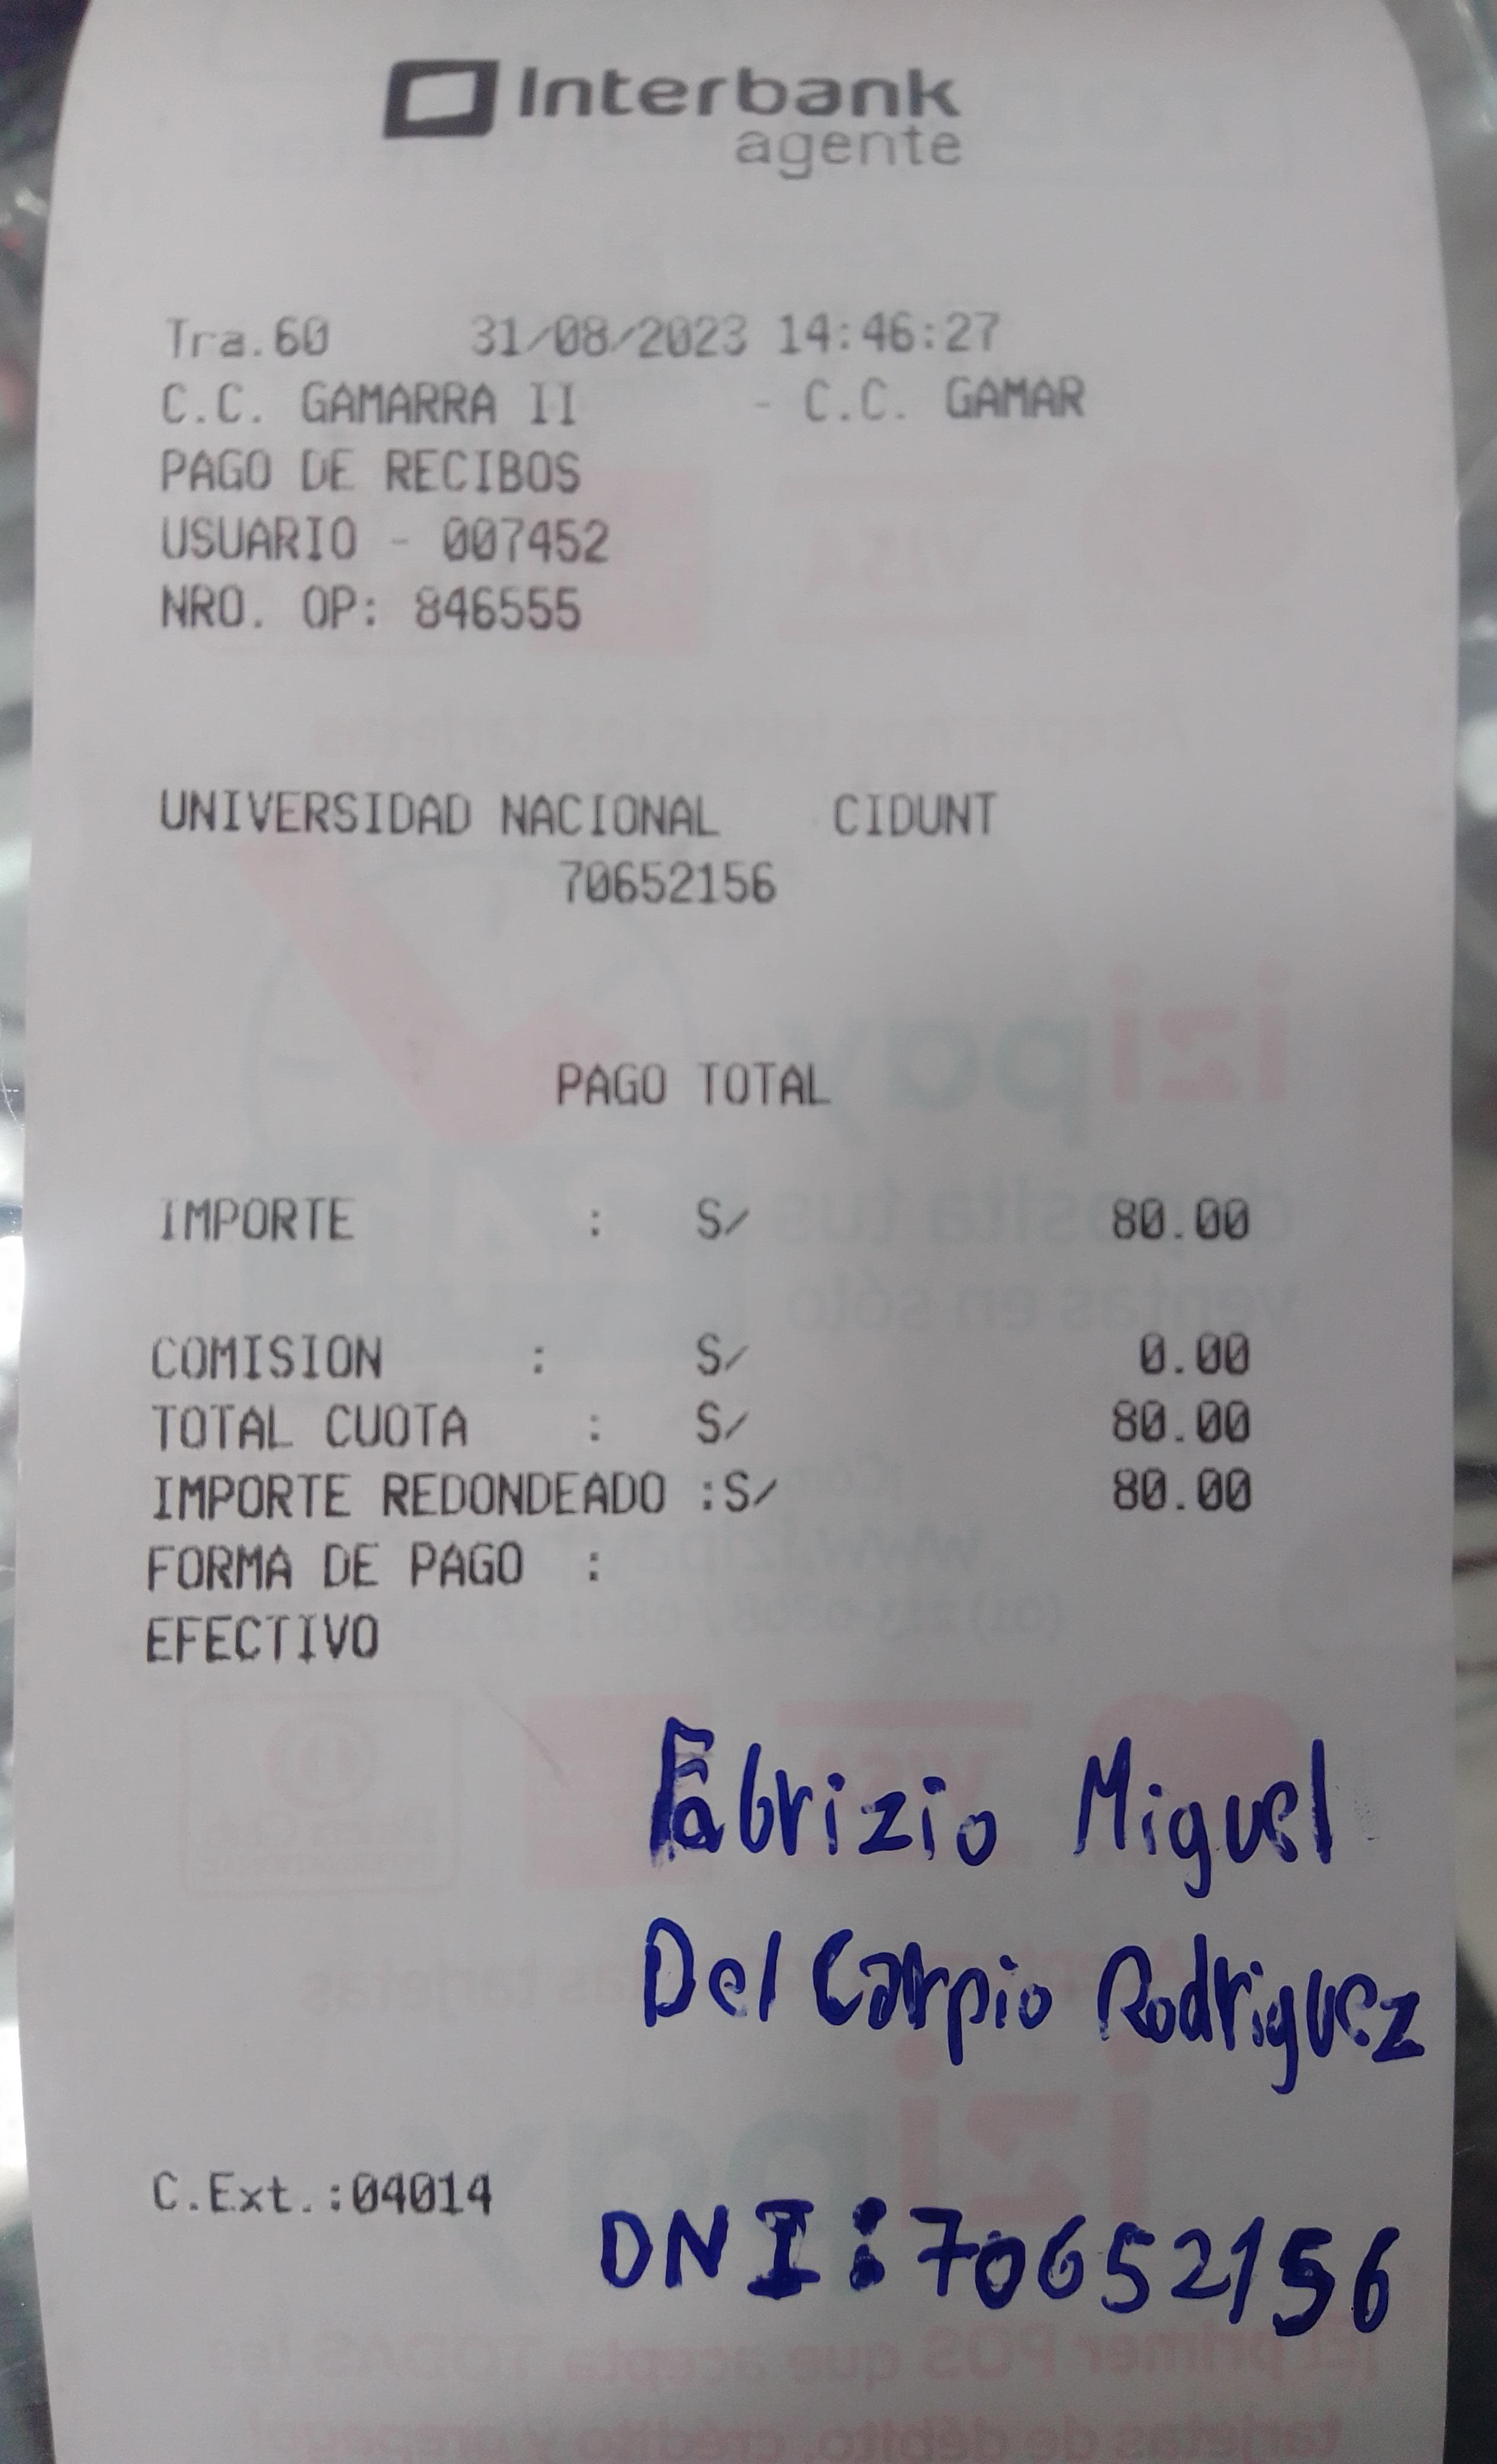 Interbank
agente
Tra.60 31/08/2023 14:46:27
C.C. GAMARRA II - C.C. GAMAR
PAGO DE RECIBOS
USUARIO - 007452
NRO. OP: 846555
UNIVERSIDAD NACIONAL CIDUNT
70652156
PAGO TOTAL
IMPORTE : S/ 80.00
COMISION : S/ 0.00
TOTAL CUOTA : S/ 80.00
IMPORTE REDONDEADO :S/ 80.00
FORMA DE PAGO :
EFECTIVO
Fabrizio Miguel
Del Carpio Rodriguez
C.Ext.:04014
DNI:70652156